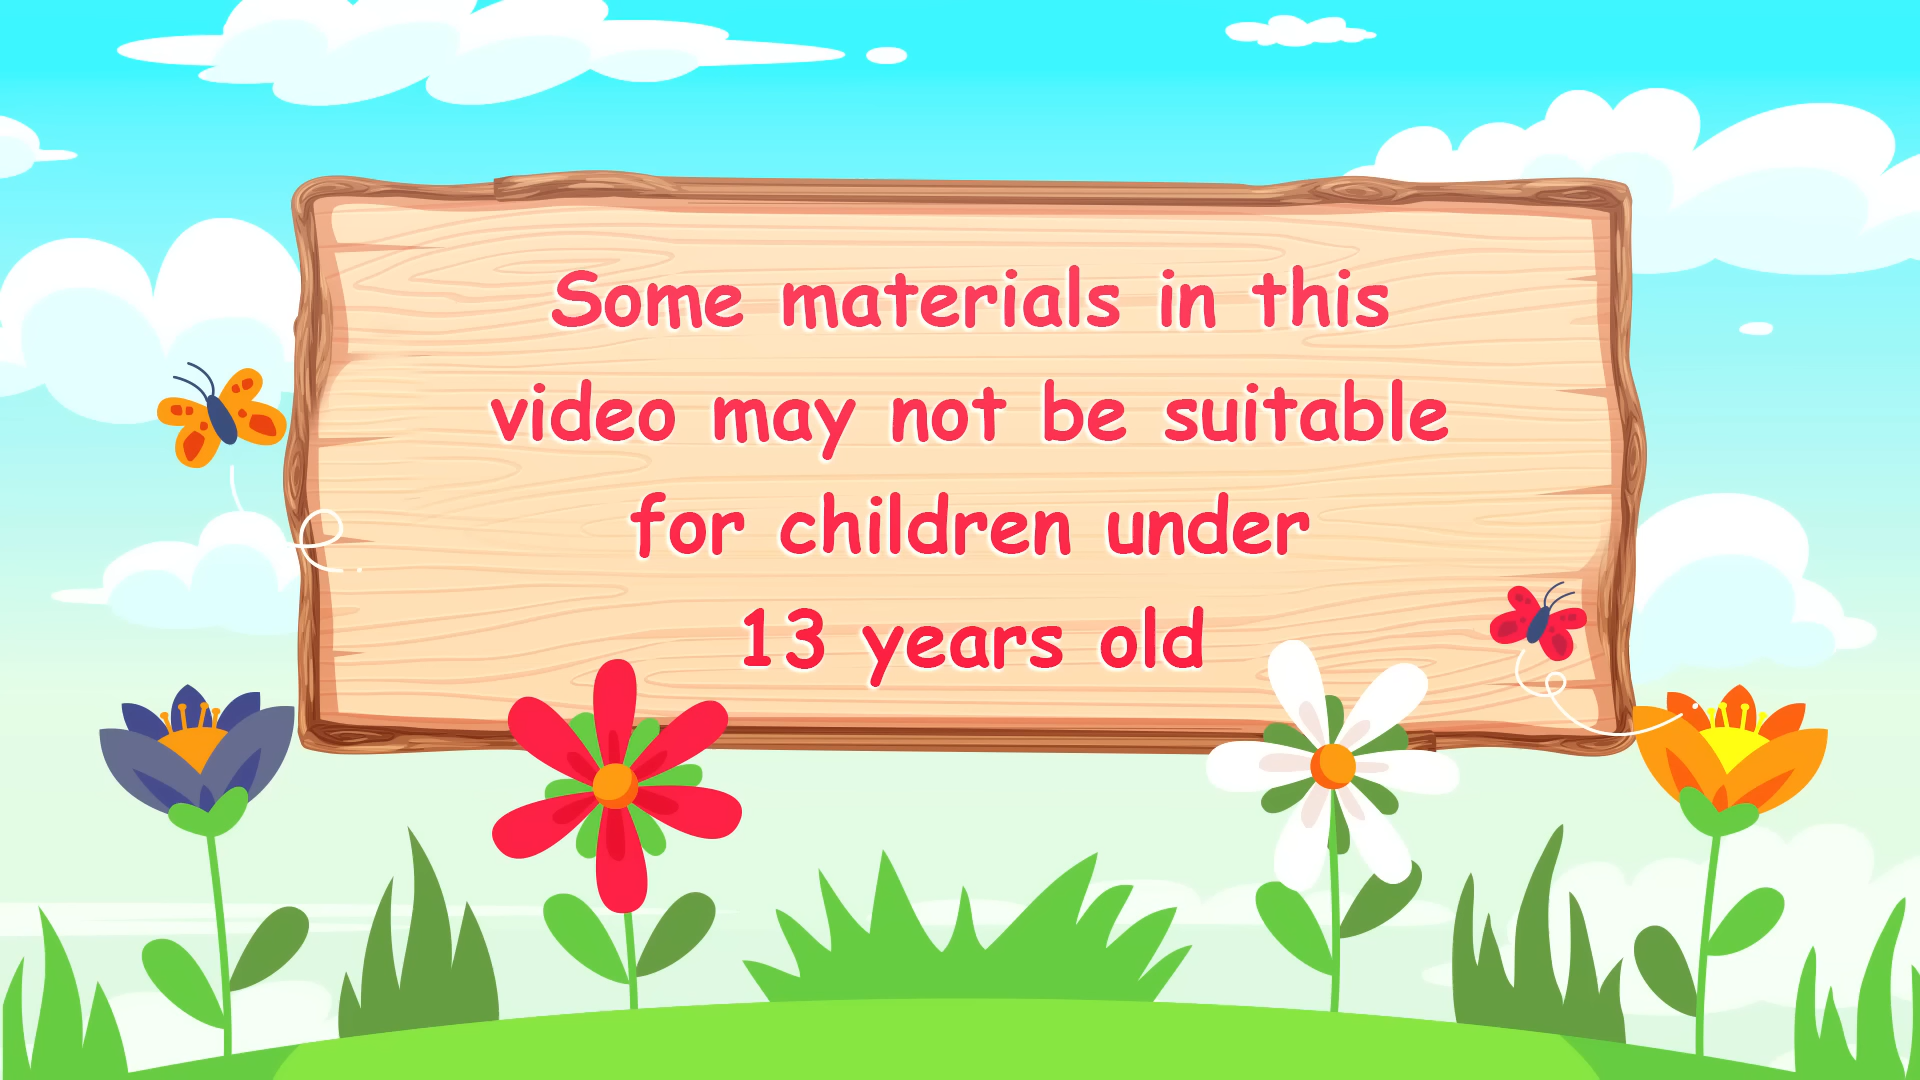 Some materials in this
video may not be suitable
for children under
13 years old